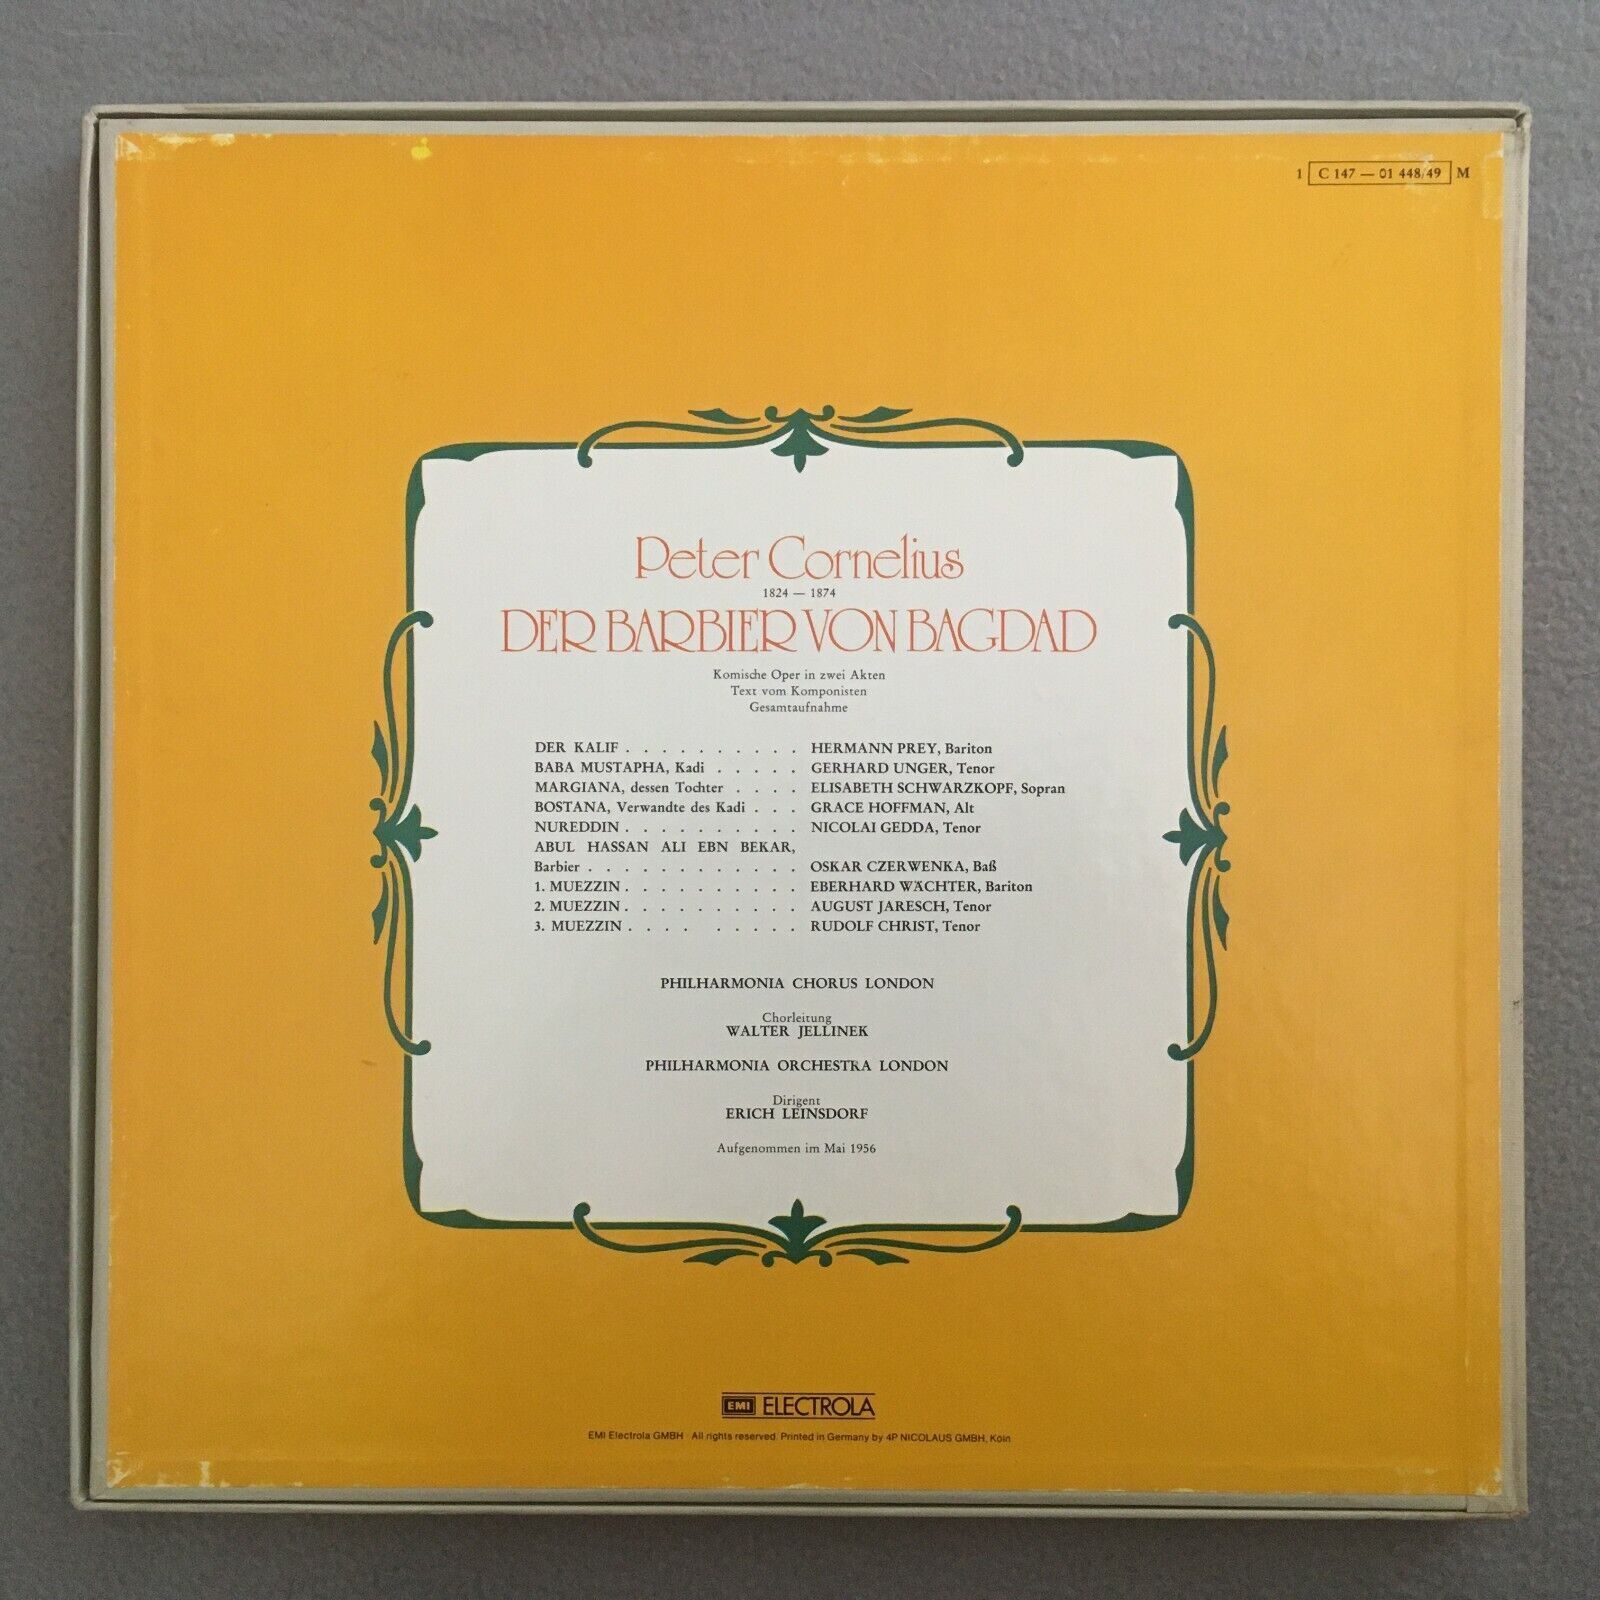 1 C 147 — 01 448/49 M
Peter Cornelius
1824 — 1874
DER BARBIER VON BAGDAD
Komische Oper in zwei Akten
Text vom Komponisten
Gesamtaufnahme
DER KALIF . . . . . . . . . . HERMANN PREY, Bariton
BABA MUSTAPHA, Kadi . . . . . GERHARD UNGER, Tenor
MARGIANA, dessen Tochter . . . . ELISABETH SCHWARZKOPF, Sopran
BOSTANA, Verwandte des Kadi . . . GRACE HOFFMAN, Alt
NUREDDIN . . . . . . . . . . NICOLAI GEDDA, Tenor
ABUL HASSAN ALI EBN BEKAR,
Barbier . . . . . . . . . . . . OSKAR CZERWENKA, Baß
1. MUEZZIN . . . . . . . . . . EBERHARD WÄCHTER, Bariton
2. MUEZZIN . . . . . . . . . . AUGUST JARESCH, Tenor
3. MUEZZIN . . . . . . . . . RUDOLF CHRIST, Tenor
PHILHARMONIA CHORUS LONDON
Chorleitung
WALTER JELLINEK
PHILHARMONIA ORCHESTRA LONDON
Dirigent
ERICH LEINSDORF
Aufgenommen im Mai 1956
EMI ELECTROLA
EMI Electrola GMBH · All rights reserved. Printed in Germany by 4P NICOLAUS GMBH, Köln